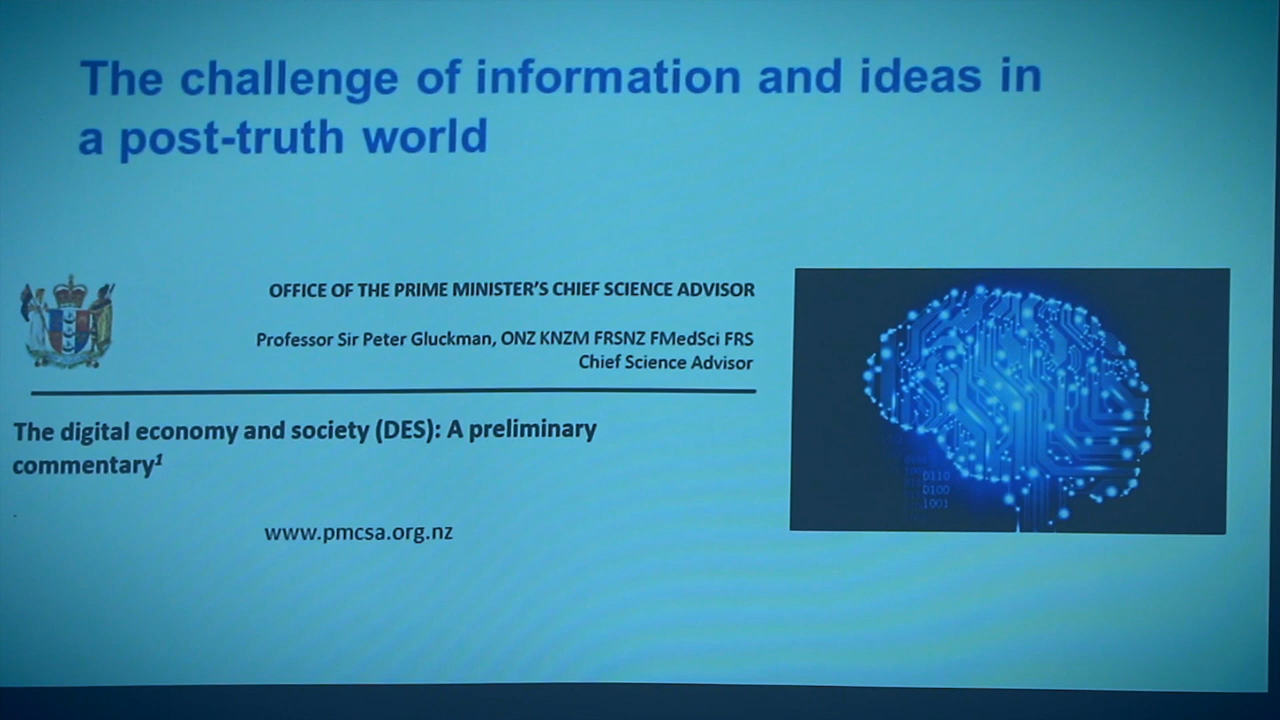 The challenge of information and ideas in
a post-truth world
OFFICE OF THE PRIME MINISTER'S CHIEF SCIENCE ADVISOR
Professor Sir Peter Gluckman, ONZ KNZM FRSNZ FMedSci FRS
Chief Science Advisor
The digital economy and society (DES): A preliminary
commentary¹
www.pmcsa.org.nz
0110
0100
1001